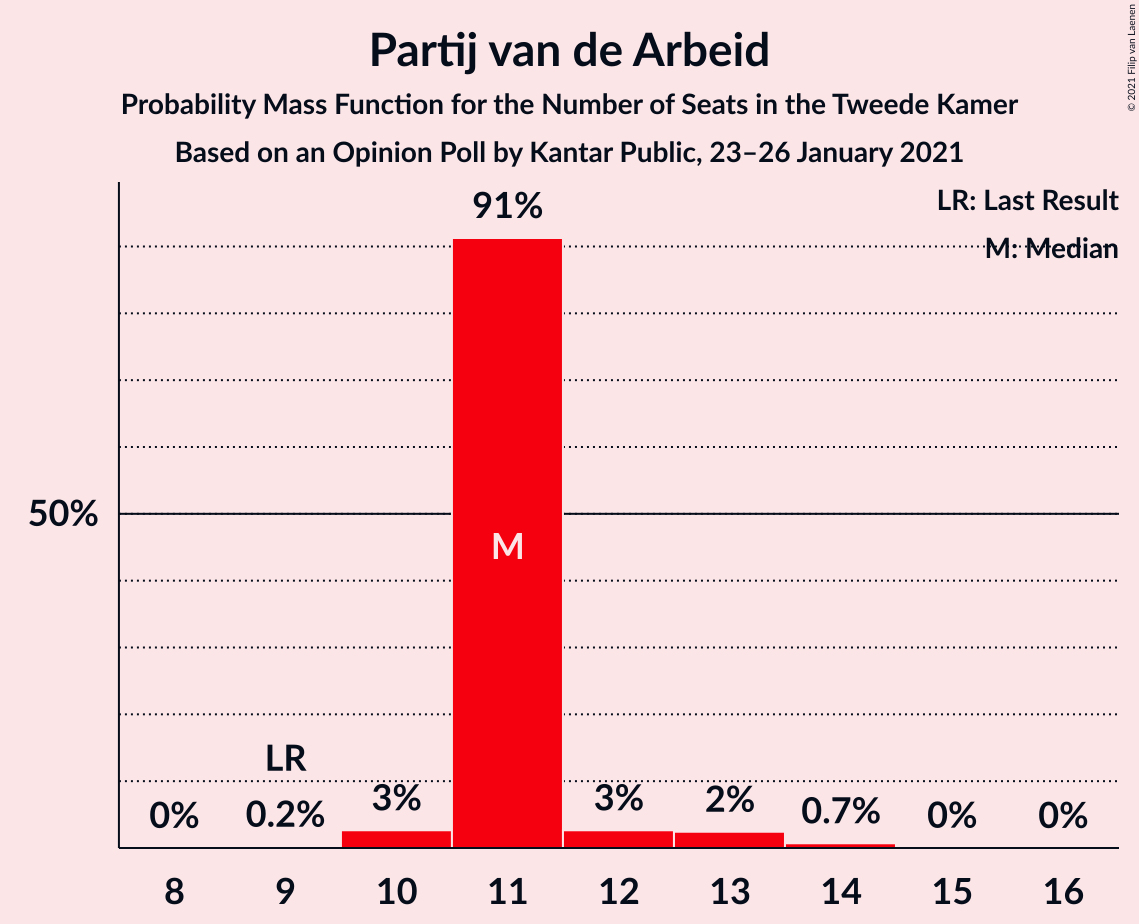 Partij van de Arbeid
Probability Mass Function for the Number of Seats in the Tweede Kamer
Based on an Opinion Poll by Kantar Public, 23–26 January 2021
© 2021 Filip van Laenen
LR: Last Result
M: Median
91%
50%
M
LR
0%
0.2%
3%
3%
2%
0.7%
0%
0%
8 9 10 11 12 13 14 15 16